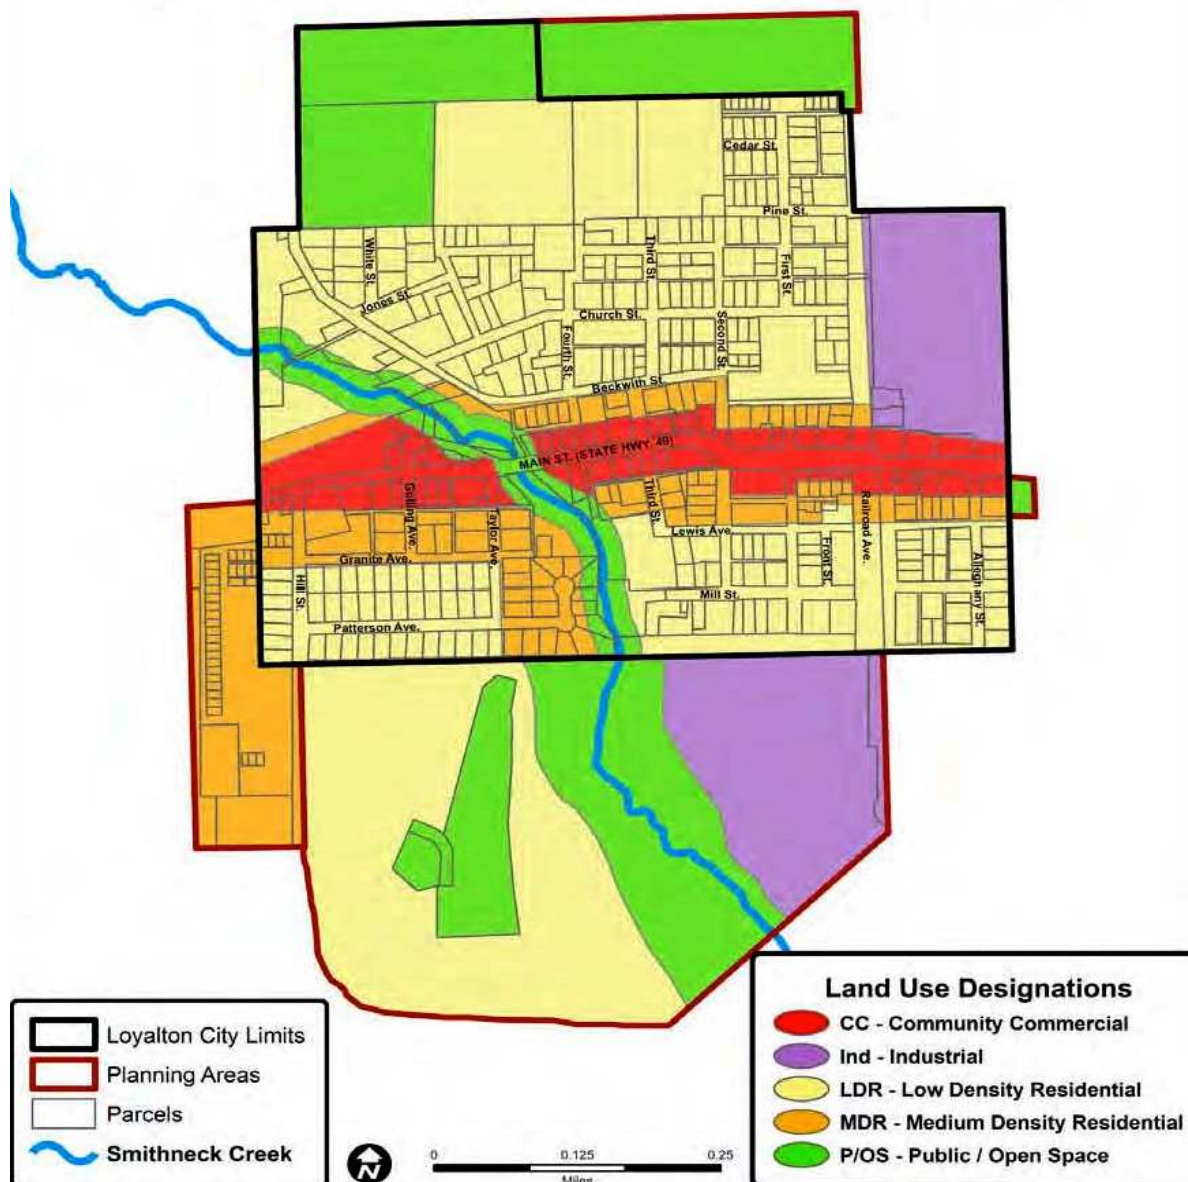 Cedar St.
Pine St.
White St.
Third St.
First St.
Jones St.
Church St.
Second St.
Fourth St.
Beckwith St.
MAIN ST. (STATE HWY. 49)
Gulling Ave.
Taylor Ave.
Third St.
Lewis Ave.
Railroad Ave.
Front St.
Alleghany St.
Granite Ave.
Hill St.
Mill St.
Patterson Ave.
Loyalton City Limits
Planning Areas
Parcels
Smithneck Creek
N
0 0.125 0.25
Miles
Land Use Designations
CC - Community Commercial
Ind - Industrial
LDR - Low Density Residential
MDR - Medium Density Residential
P/OS - Public / Open Space